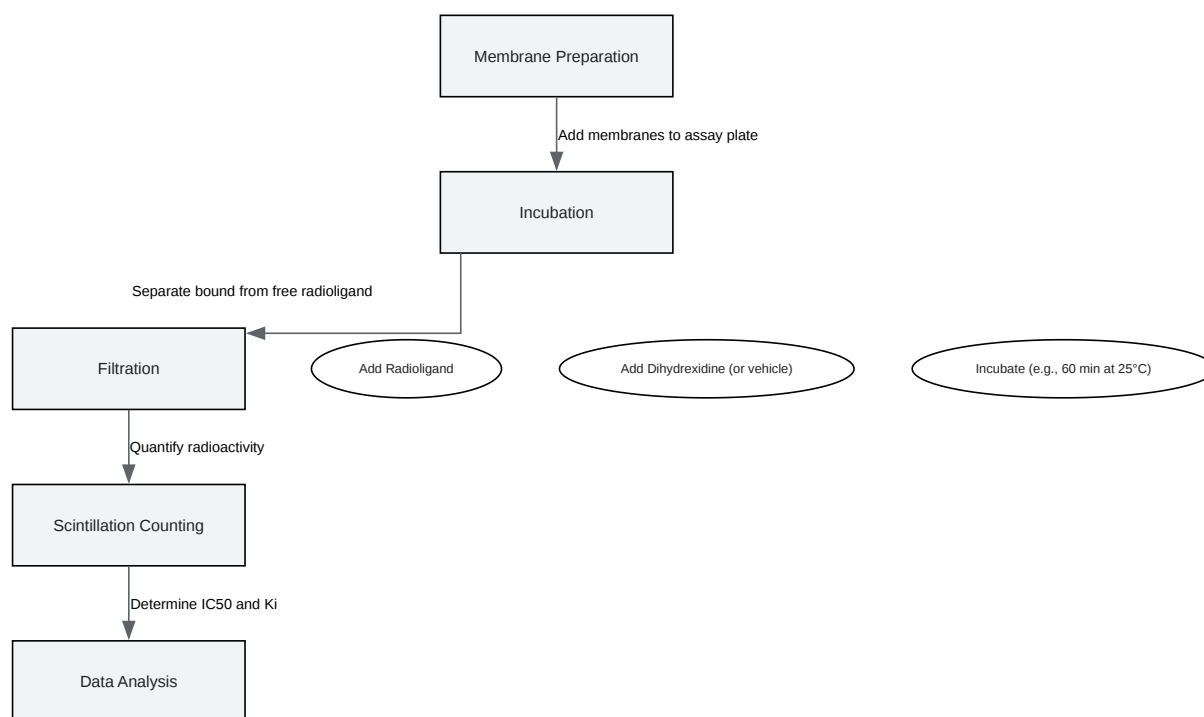 Membrane Preparation
Add membranes to assay plate
Incubation
Separate bound from free radioligand
Filtration
Add Radioligand
Add Dihydrexidine (or vehicle)
Incubate (e.g., 60 min at 25°C)
Quantify radioactivity
Scintillation Counting
Determine IC50 and Ki
Data Analysis